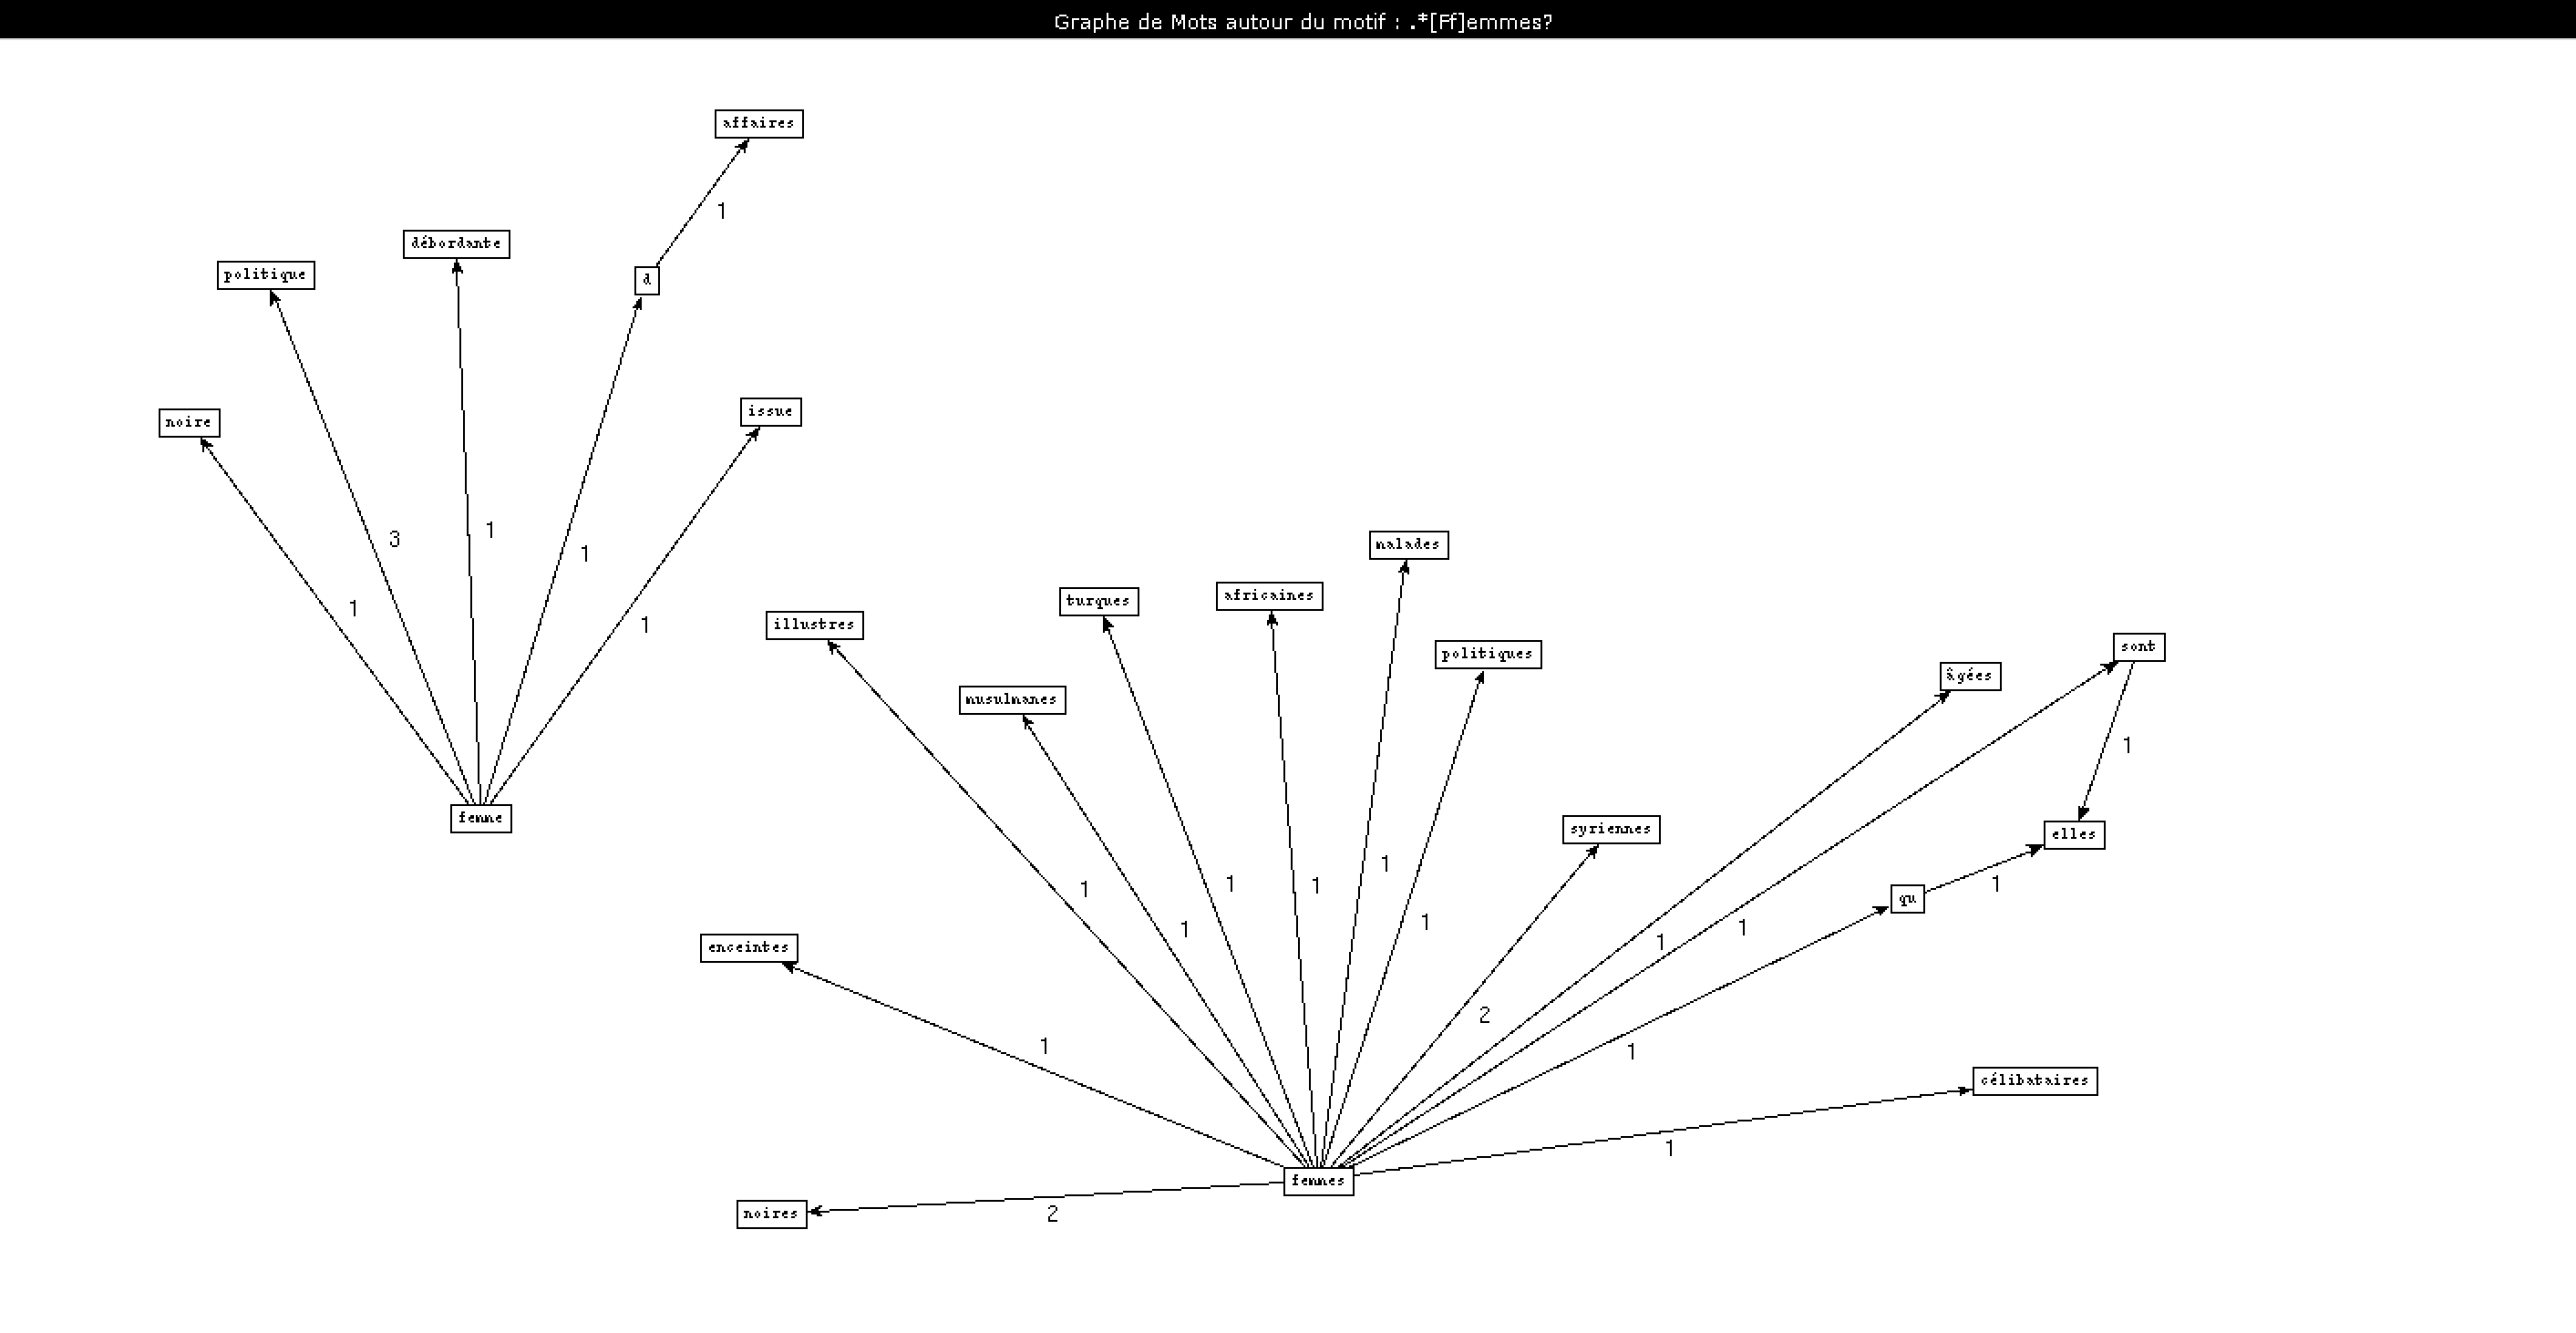 Graphe de Mots autour du motif : .*[Ff]emmes?
affaires
1
débordante
politique
d
issue
noire
3
1
1
1
1
femme
malades
turques
africaines
illustres
politiques
sont
âgées
musulmanes
1
syriennes
elles
1
1
1
1
qu
1
1
1
1
1
enceintes
2
1
1
célibataires
1
femmes
noires
2